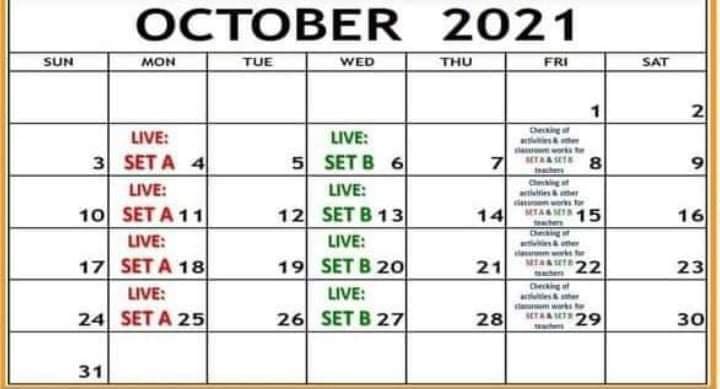 OCTOBER 2021
SUN MON TUE WED THU FRI SAT
1 2
3 LIVE: SET A 4 5 LIVE: SET B 6 7 Checking of activities & other classroom works for SET A & SET B teachers 8 9
10 LIVE: SET A 11 12 LIVE: SET B 13 14 Checking of activities & other classroom works for SET A & SET B teachers 15 16
17 LIVE: SET A 18 19 LIVE: SET B 20 21 Checking of activities & other classroom works for SET A & SET B teachers 22 23
24 LIVE: SET A 25 26 LIVE: SET B 27 28 Checking of activities & other classroom works for SET A & SET B teachers 29 30
31